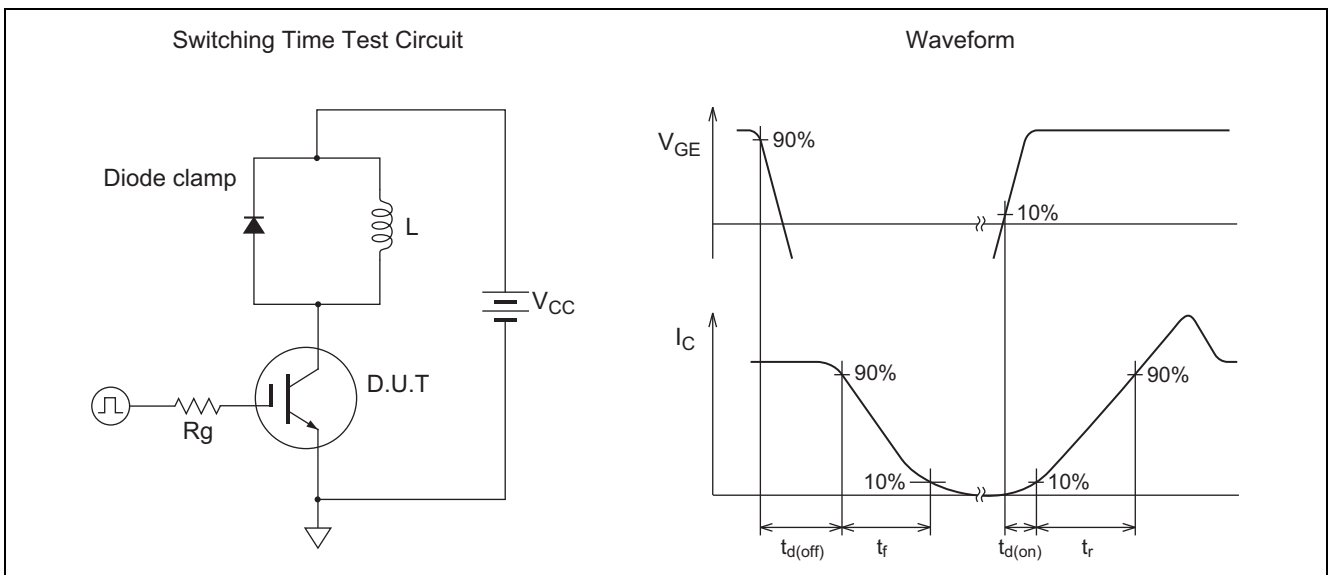 Switching Time Test Circuit
Diode clamp
L
V_CC
D.U.T
Rg
Waveform
V_GE
90%
10%
I_C
90%
90%
10%
10%
t_d(off)
t_f
t_d(on)
t_r